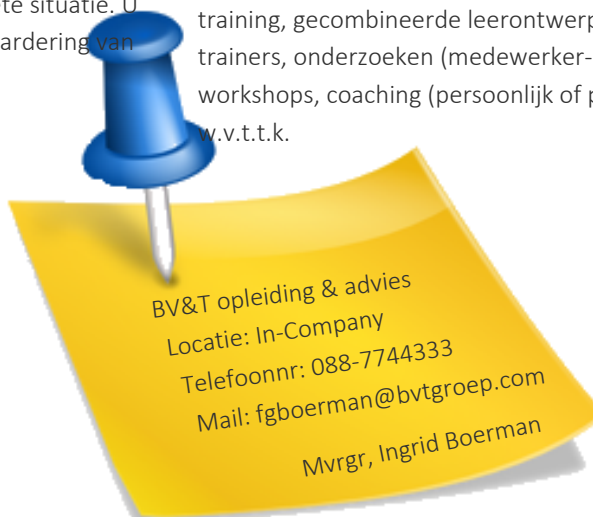 ete situatie. U
ardering van
training, gecombineerde leerontwerp
trainers, onderzoeken (medewerker-
workshops, coaching (persoonlijk of p
w.v.t.t.k.
BV&T opleiding & advies
Locatie: In-Company
Telefoonnr: 088-7744333
Mail: fgboerman@bvtgroep.com
Mvrgr, Ingrid Boerman